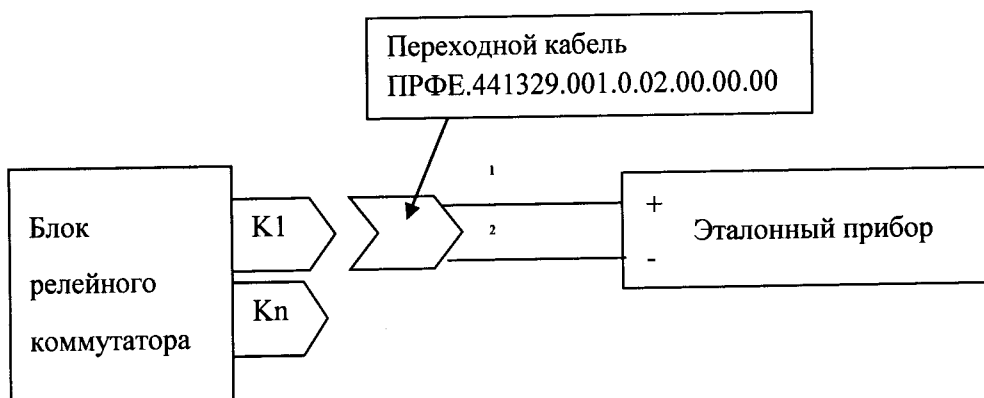 Переходной кабель
ПРФЕ.441329.001.0.02.00.00.00
1
Блок
релейного
коммутатора
K1
Kn
2
+
-
Эталонный прибор